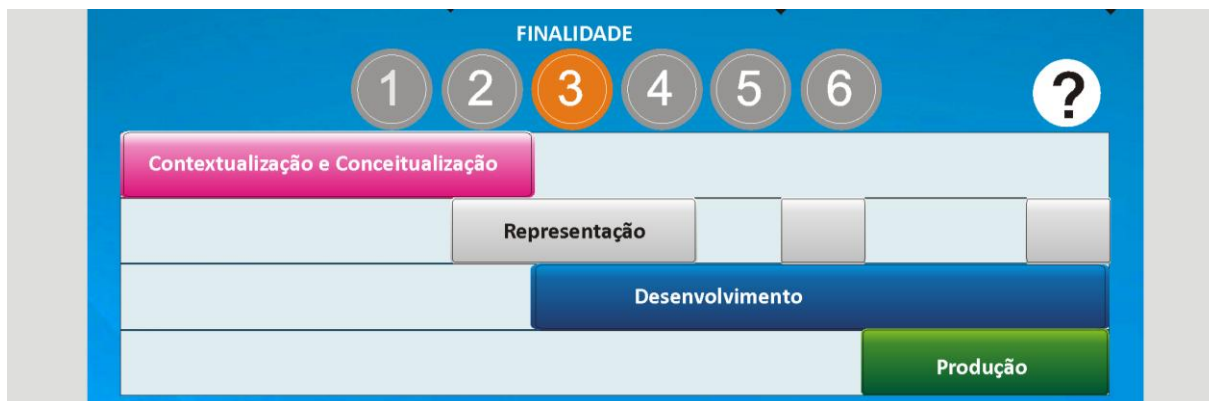 FINALIDADE
1 2 3 4 5 6 ?
Contextualização e Conceitualização
Representação
Desenvolvimento
Produção